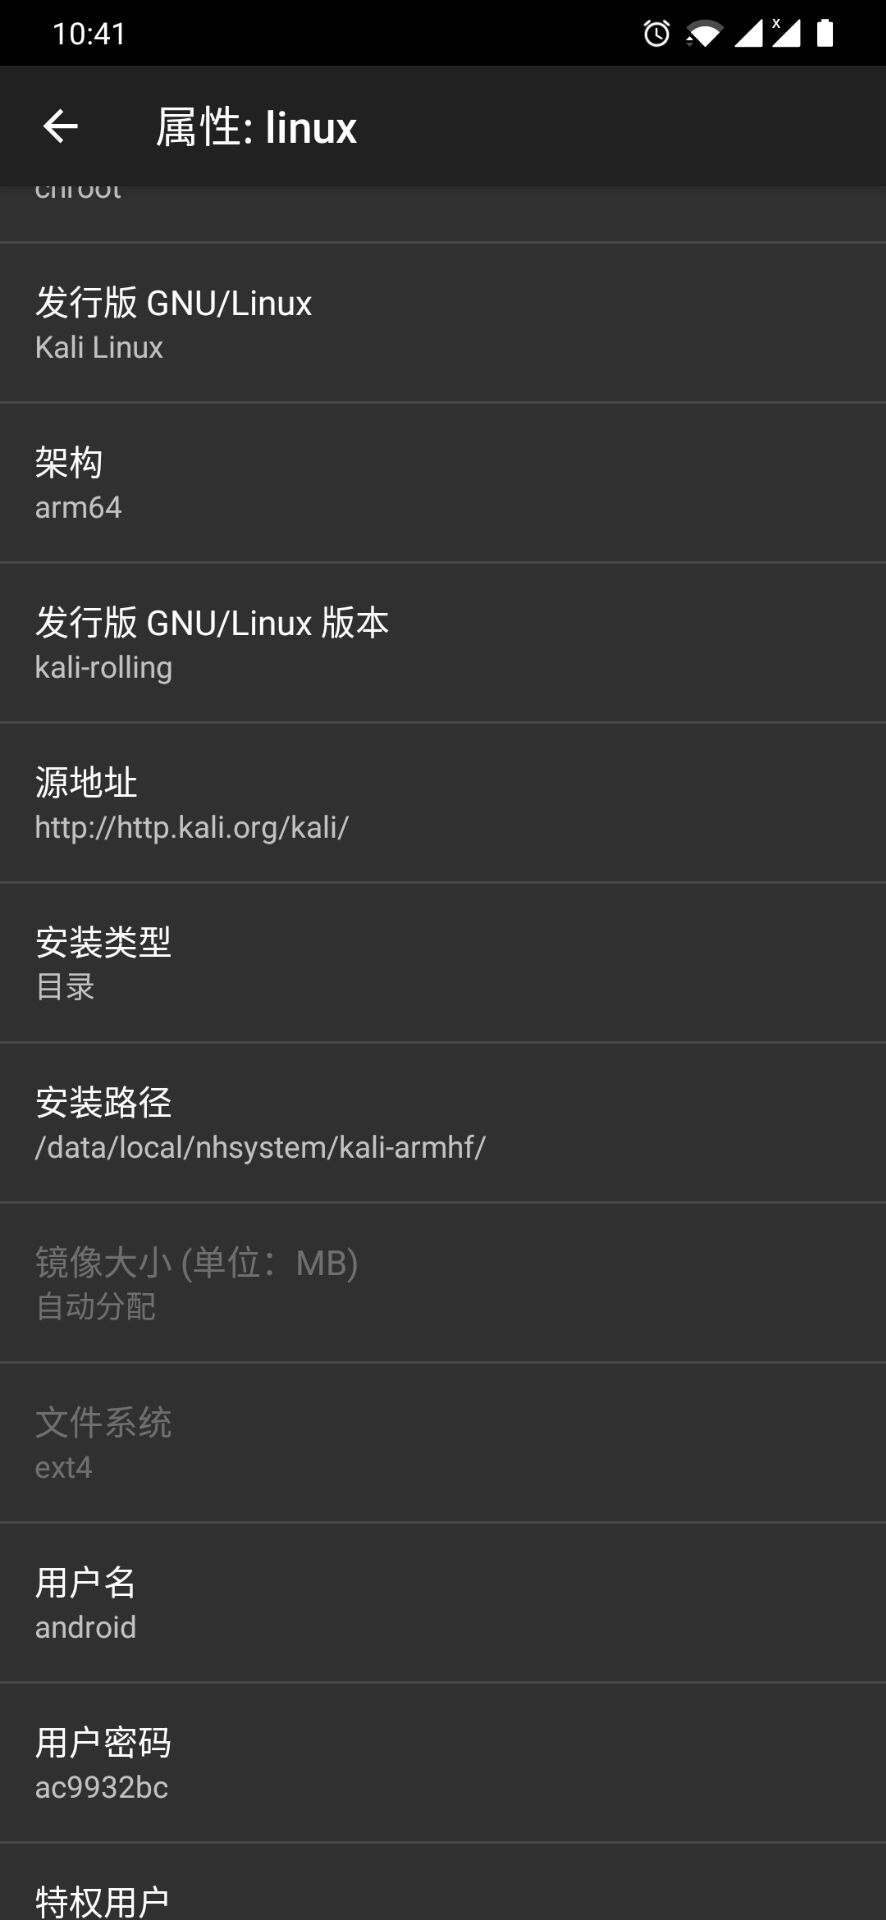 10:41
x
属性: linux
chroot
发行版 GNU/Linux
Kali Linux
架构
arm64
发行版 GNU/Linux 版本
kali-rolling
源地址
http://http.kali.org/kali/
安装类型
目录
安装路径
/data/local/nhsystem/kali-armhf/
镜像大小 (单位：MB)
自动分配
文件系统
ext4
用户名
android
用户密码
ac9932bc
特权用户